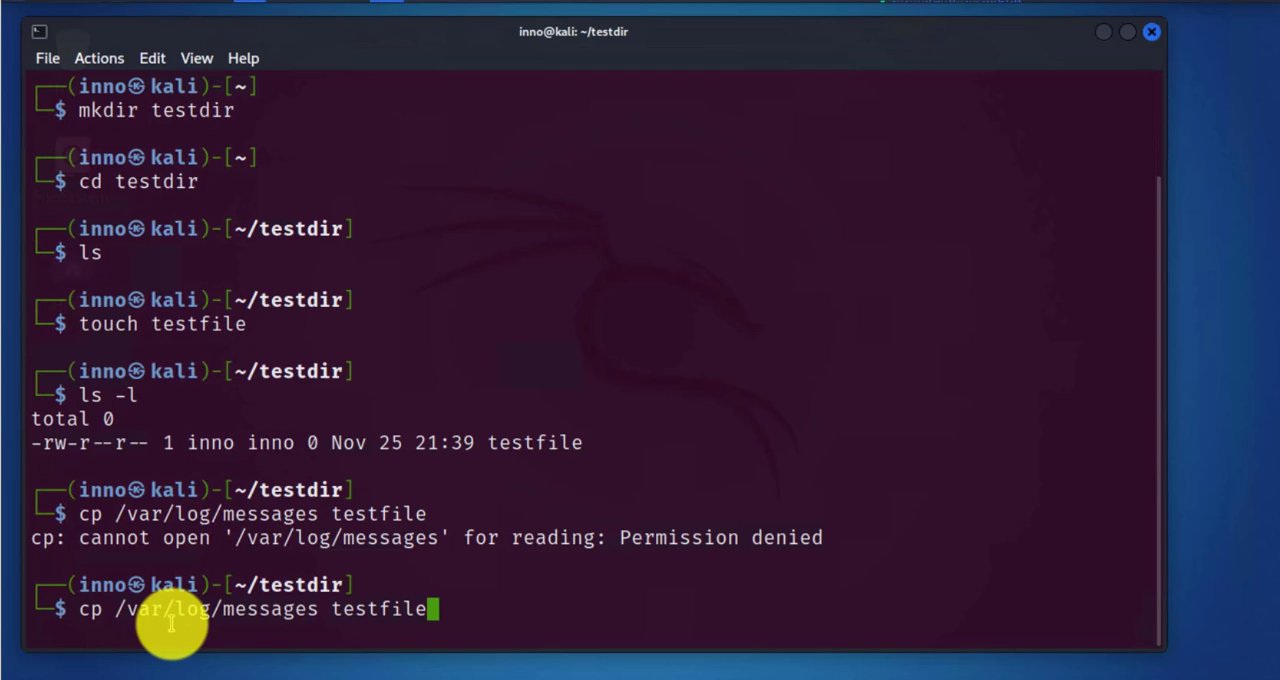 inno@kali: ~/testdir
File Actions Edit View Help
┌──(inno㉿kali)-[~]
└─$ mkdir testdir
┌──(inno㉿kali)-[~]
└─$ cd testdir
┌──(inno㉿kali)-[~/testdir]
└─$ ls
┌──(inno㉿kali)-[~/testdir]
└─$ touch testfile
┌──(inno㉿kali)-[~/testdir]
└─$ ls -l
total 0
-rw-r--r-- 1 inno inno 0 Nov 25 21:39 testfile
┌──(inno㉿kali)-[~/testdir]
└─$ cp /var/log/messages testfile
cp: cannot open '/var/log/messages' for reading: Permission denied
┌──(inno㉿kali)-[~/testdir]
└─$ cp /var/log/messages testfile